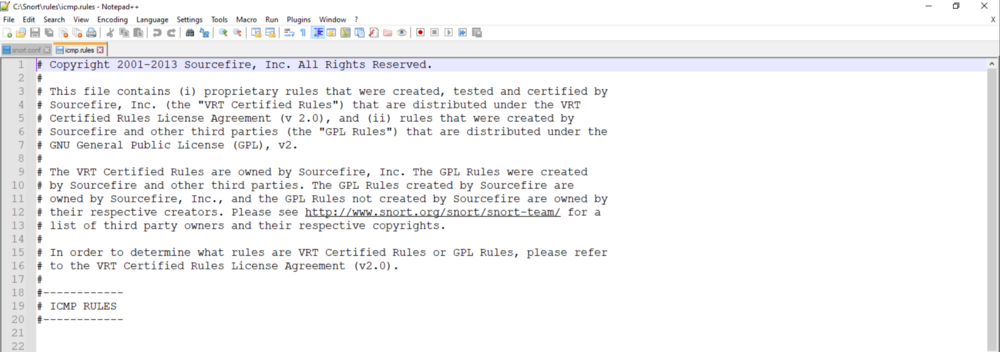 C:\Snort\rules\icmp.rules - Notepad++
File Edit Search View Encoding Language Settings Tools Macro Run Plugins Window ?
X
snort.conf icmp.rules
1 # Copyright 2001-2013 Sourcefire, Inc. All Rights Reserved.
2 #
3 # This file contains (i) proprietary rules that were created, tested and certified by
4 # Sourcefire, Inc. (the "VRT Certified Rules") that are distributed under the VRT
5 # Certified Rules License Agreement (v 2.0), and (ii) rules that were created by
6 # Sourcefire and other third parties (the "GPL Rules") that are distributed under the
7 # GNU General Public License (GPL), v2.
8 #
9 # The VRT Certified Rules are owned by Sourcefire, Inc. The GPL Rules were created
10 # by Sourcefire and other third parties. The GPL Rules created by Sourcefire are
11 # owned by Sourcefire, Inc., and the GPL Rules not created by Sourcefire are owned by
12 # their respective creators. Please see http://www.snort.org/snort/snort-team/ for a
13 # list of third party owners and their respective copyrights.
14 #
15 # In order to determine what rules are VRT Certified Rules or GPL Rules, please refer
16 # to the VRT Certified Rules License Agreement (v2.0).
17 #
18 #------------
19 # ICMP RULES
20 #------------
21
22